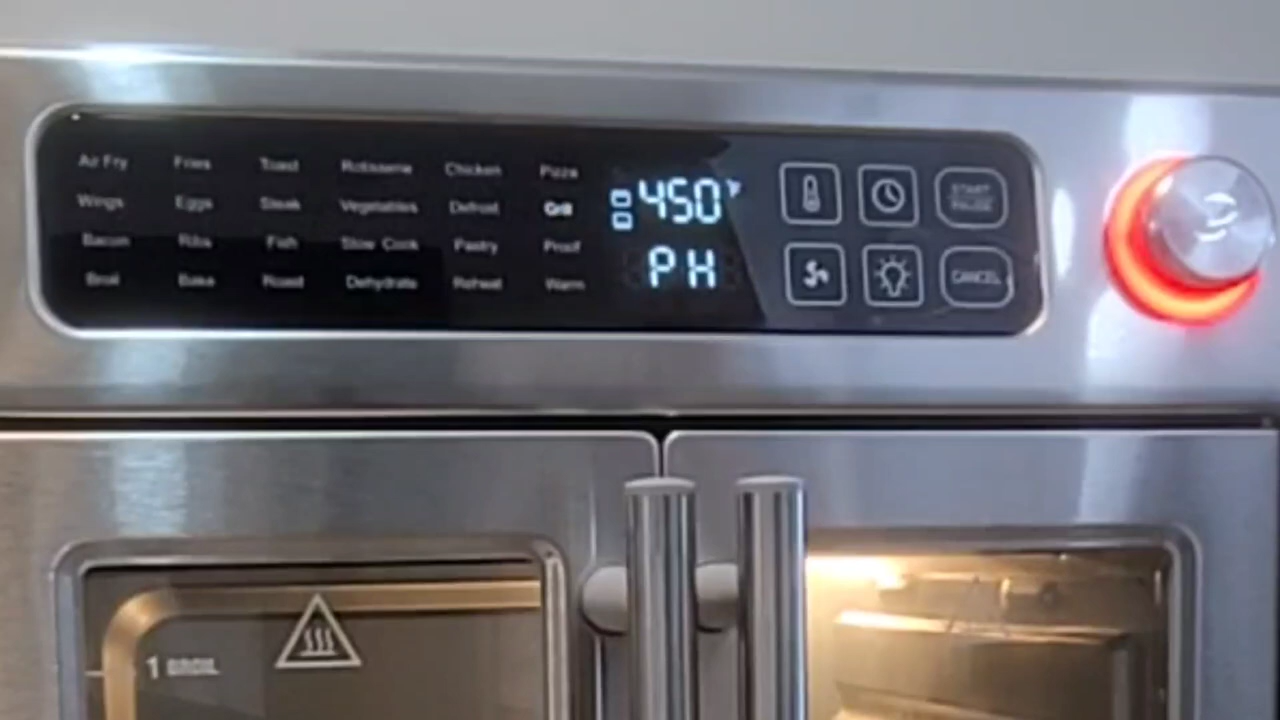 Air Fry Fries Toast Rotisserie Chicken Pizza
Wings Eggs Steak Vegetables Defrost Grill
Bacon Ribs Fish Slow Cook Pastry Proof
Broil Bake Roast Dehydrate Reheat Warm
450°F
PH
START PAUSE
CANCEL
1 BROIL